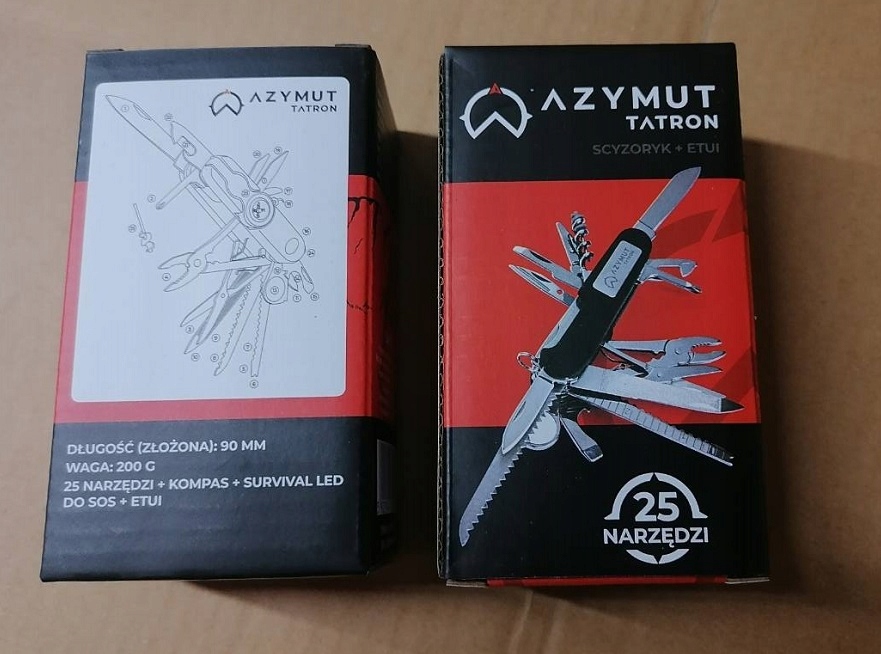 AZYMUT
TATRON
DŁUGOŚĆ (ZŁOŻONA): 90 MM
WAGA: 200 G
25 NARZĘDZI + KOMPAS + SURVIVAL LED
DO SOS + ETUI
AZYMUT
TATRON
SCYZORYK + ETUI
AZYMUT
25
NARZĘDZI